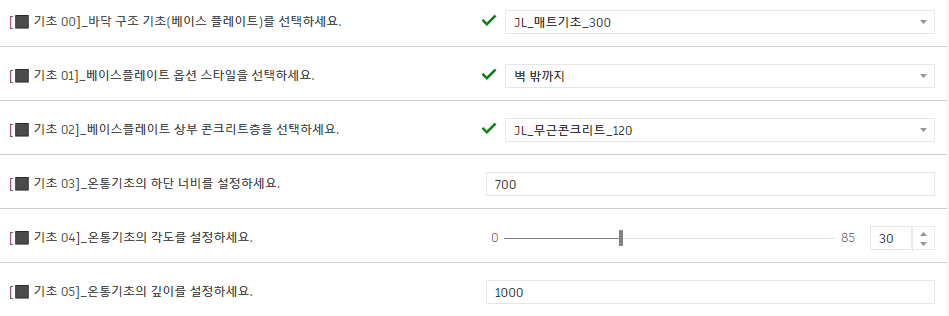 [⬛ 기초 00]_바닥 구조 기초(베이스 플레이트)를 선택하세요. JL_매트기초_300
[⬛ 기초 01]_베이스플레이트 옵션 스타일을 선택하세요. 벽 밖까지
[⬛ 기초 02]_베이스플레이트 상부 콘크리트층을 선택하세요. JL_무근콘크리트_120
[⬛ 기초 03]_온통기초의 하단 너비를 설정하세요. 700
[⬛ 기초 04]_온통기초의 각도를 설정하세요. 0 85 30
[⬛ 기초 05]_온통기초의 깊이를 설정하세요. 1000